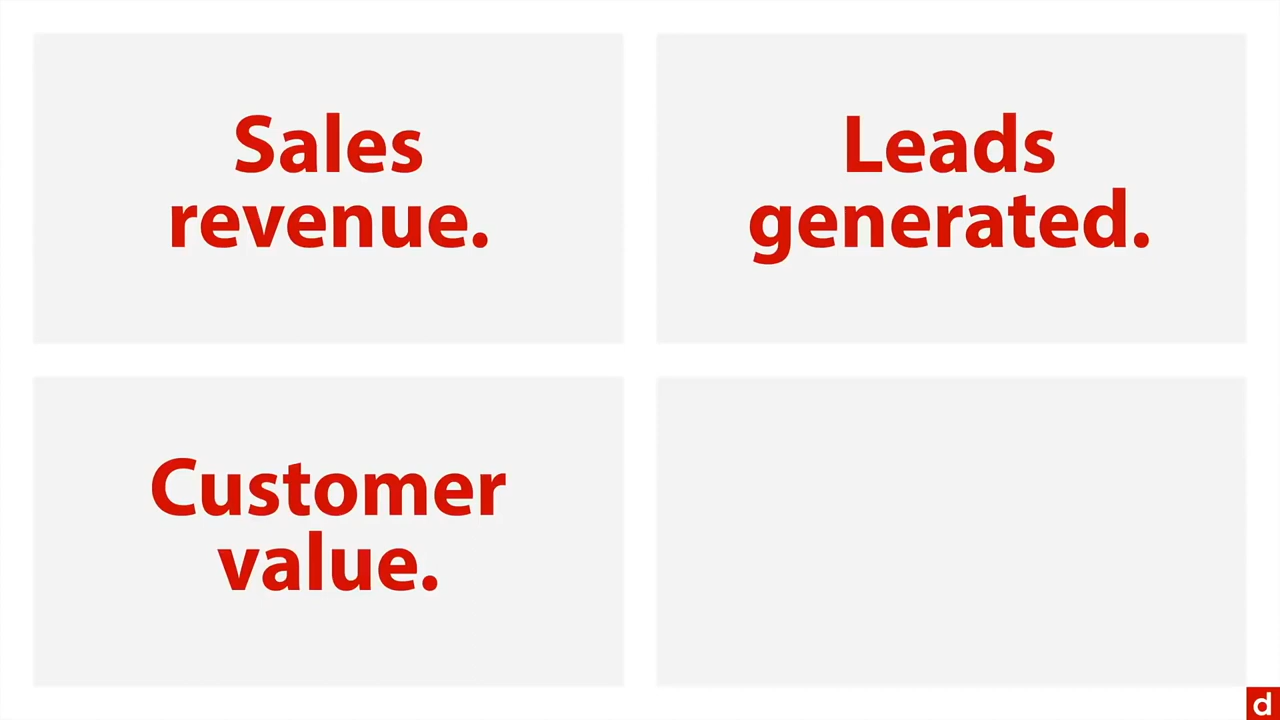 Sales
revenue.
Leads
generated.
Customer
value.
d